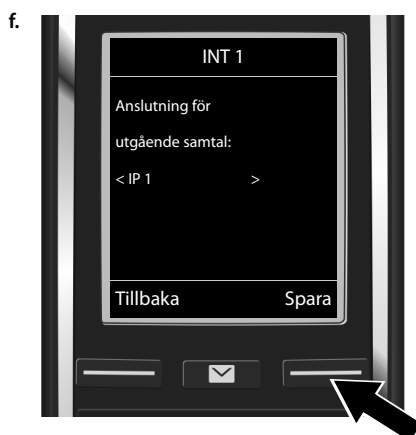 f.
INT 1
Anslutning för
utgående samtal:
< IP 1 >
Tillbaka Spara